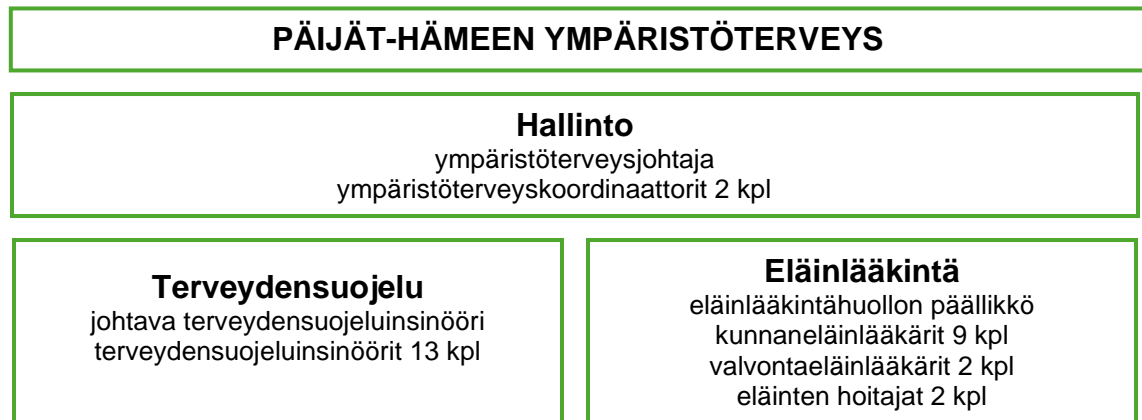 PÄIJÄT-HÄMEEN YMPÄRISTÖTERVEYS
Hallinto
ympäristöterveysjohtaja
ympäristöterveyskoordinaattorit 2 kpl
Terveydensuojelu
johtava terveydensuojeluinsinööri
terveydensuojeluinsinöörit 13 kpl
Eläinlääkintä
eläinlääkintähuollon päällikkö
kunnaneläinlääkärit 9 kpl
valvontaeläinlääkärit 2 kpl
eläinten hoitajat 2 kpl